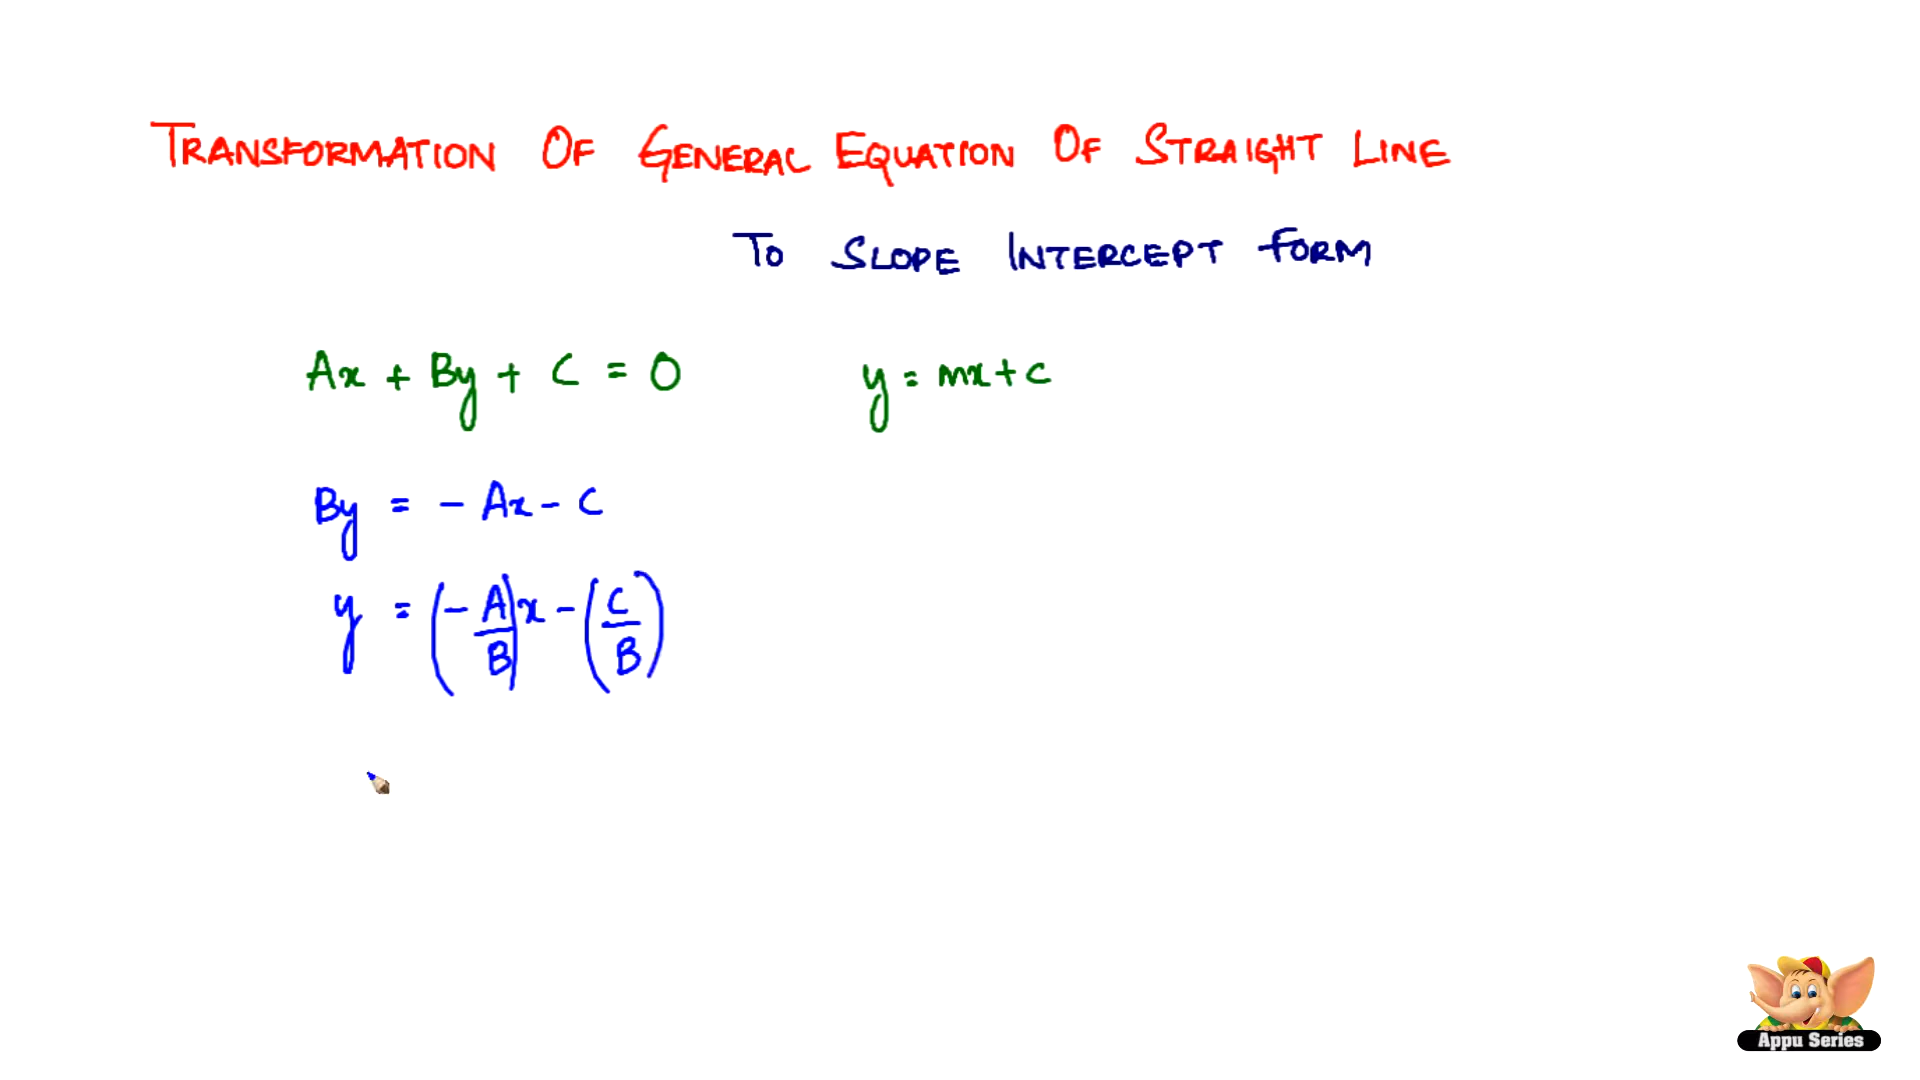 TRANSFORMATION OF GENERAL EQUATION OF STRAIGHT LINE
TO SLOPE INTERCEPT FORM
Ax + By + C = 0 y = mx + c
By = - Ax - C
y = (-A/B)x - (C/B)
Appu Series